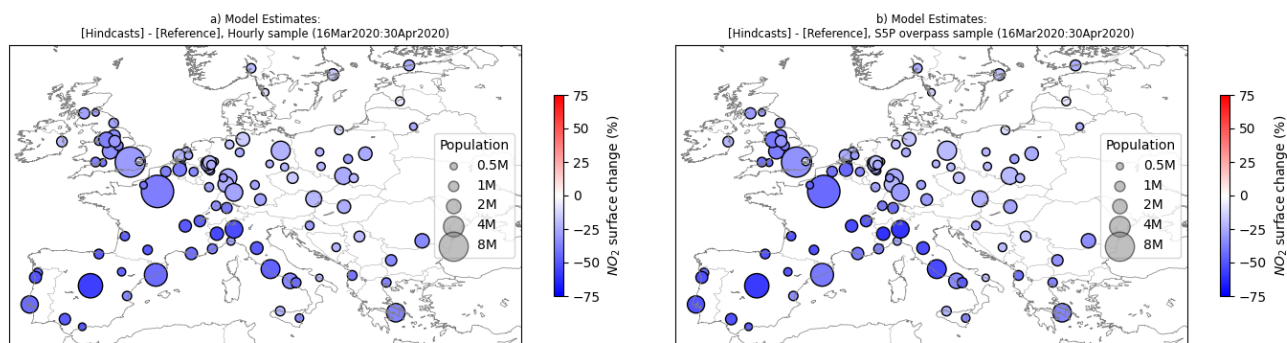 a) Model Estimates:
[Hindcasts] - [Reference], Hourly sample (16Mar2020:30Apr2020)
Population
0.5M
1M
2M
4M
8M
75
50
25
0
−25
−50
−75
NO2 surface change (%)
b) Model Estimates:
[Hindcasts] - [Reference], S5P overpass sample (16Mar2020:30Apr2020)
Population
0.5M
1M
2M
4M
8M
75
50
25
0
−25
−50
−75
NO2 surface change (%)